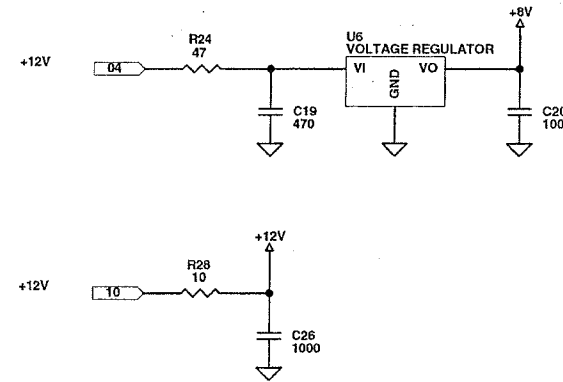 +8V
R24
47
U6
VOLTAGE REGULATOR
+12V
04
VI
GND
VO
C19
470
C20
100
+12V
R28
10
+12V
10
C26
1000